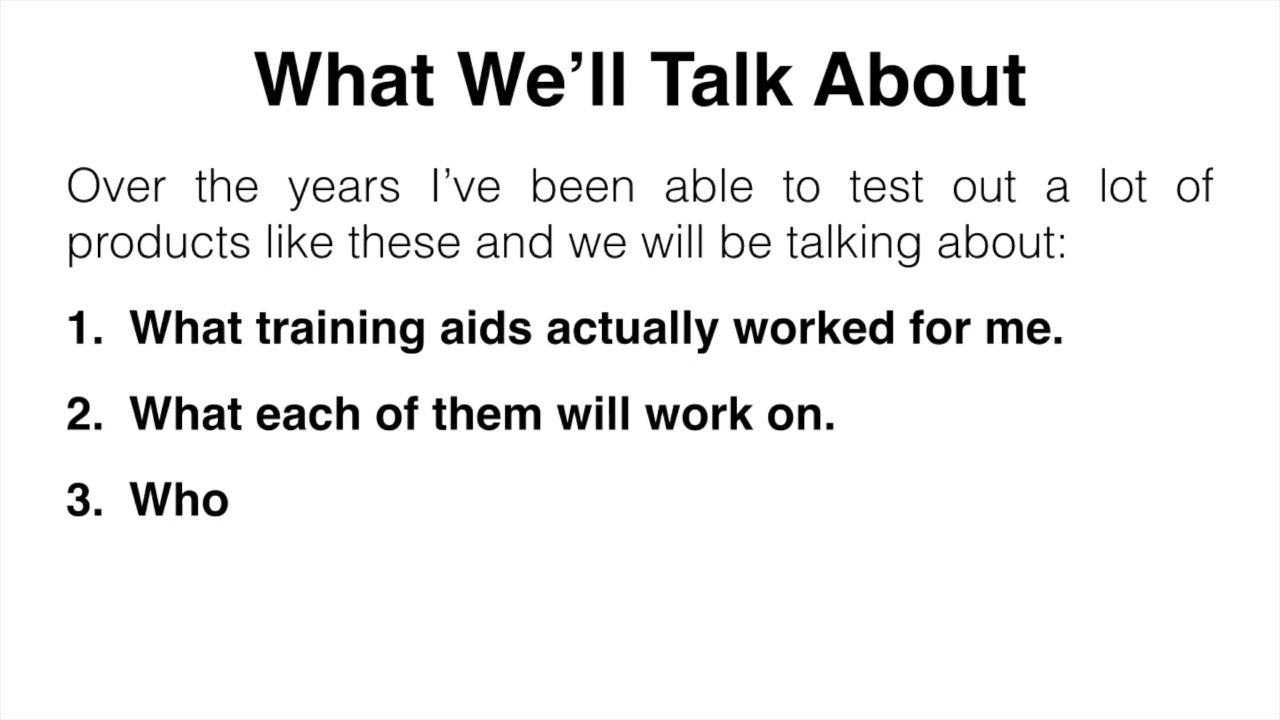 What We’ll Talk About
Over the years I’ve been able to test out a lot of
products like these and we will be talking about:
1. What training aids actually worked for me.
2. What each of them will work on.
3. Who